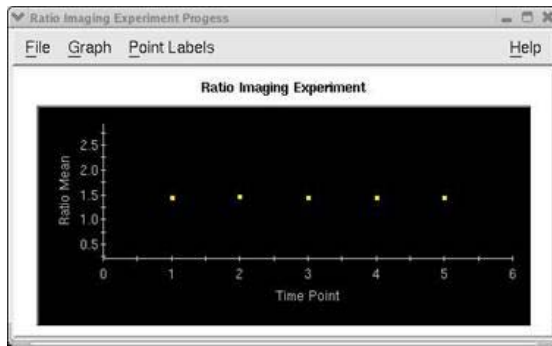 Ratio Imaging Experiment Progess
File Graph Point Labels Help
Ratio Imaging Experiment
Ratio Mean
2.5
2.0
1.5
1.0
0.5
0 1 2 3 4 5 6
Time Point